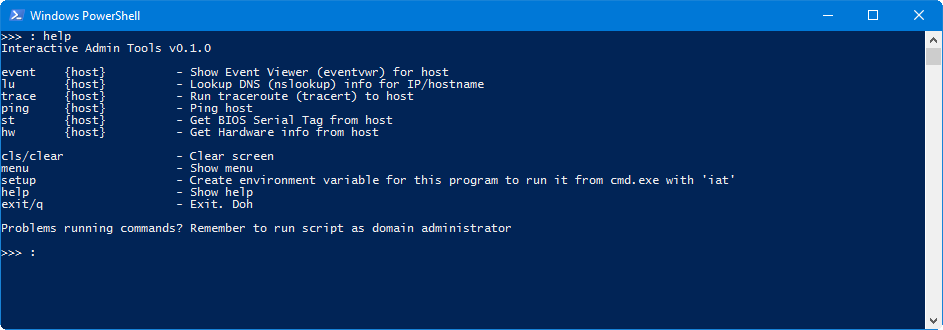 Windows PowerShell
>>> : help
Interactive Admin Tools v0.1.0
event    {host}          - Show Event Viewer (eventvwr) for host
lu       {host}          - Lookup DNS (nslookup) info for IP/hostname
trace    {host}          - Run traceroute (tracert) to host
ping     {host}          - Ping host
st       {host}          - Get BIOS Serial Tag from host
hw       {host}          - Get Hardware info from host
cls/clear                - Clear screen
menu                     - Show menu
setup                    - Create environment variable for this program to run it from cmd.exe with 'iat'
help                     - Show help
exit/q                   - Exit. Doh
Problems running commands? Remember to run script as domain administrator
>>> :